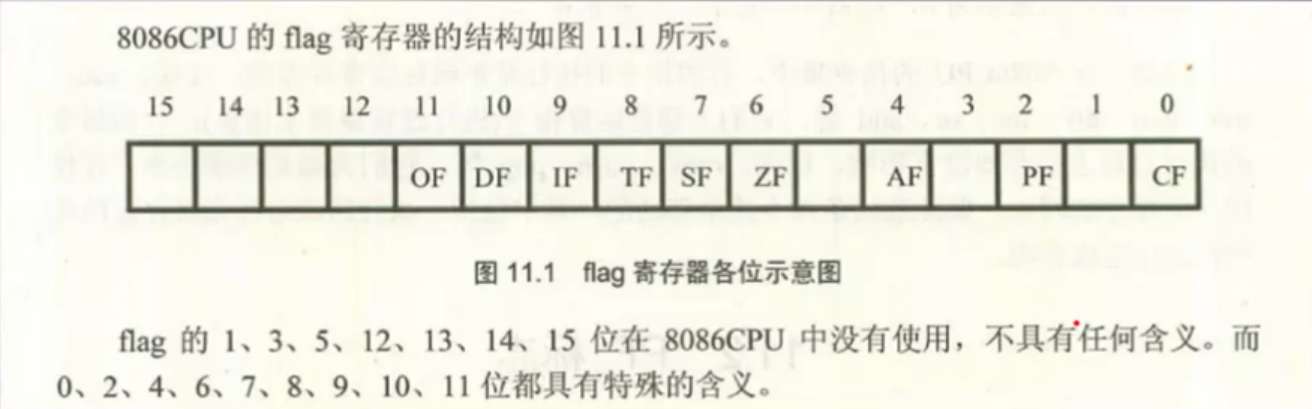 8086CPU 的 flag 寄存器的结构如图 11.1 所示。
15 14 13 12 11 10 9 8 7 6 5 4 3 2 1 0
OF DF IF TF SF ZF AF PF CF
图 11.1 flag 寄存器各位示意图
flag 的 1、3、5、12、13、14、15 位在 8086CPU 中没有使用，不具有任何含义。而
0、2、4、6、7、8、9、10、11 位都具有特殊的含义。